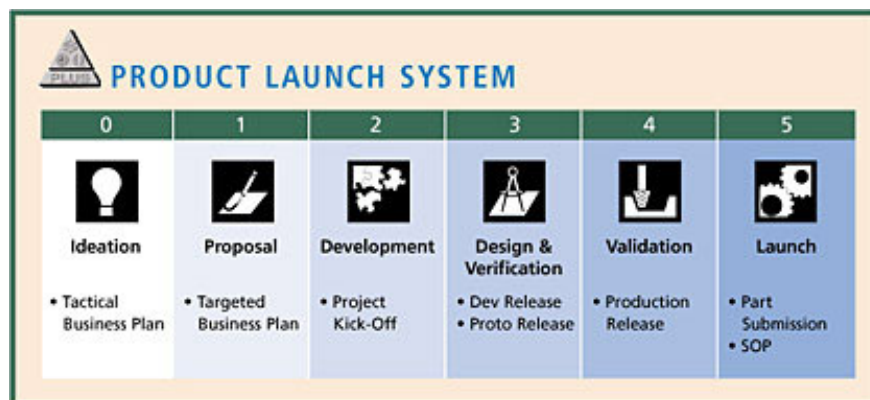 PLUS
PRODUCT LAUNCH SYSTEM
0
1
2
3
4
5
Ideation
Proposal
Development
Design &
Verification
Validation
Launch
• Tactical
Business Plan
• Targeted
Business Plan
• Project
Kick-Off
• Dev Release
• Proto Release
• Production
Release
• Part
Submission
• SOP